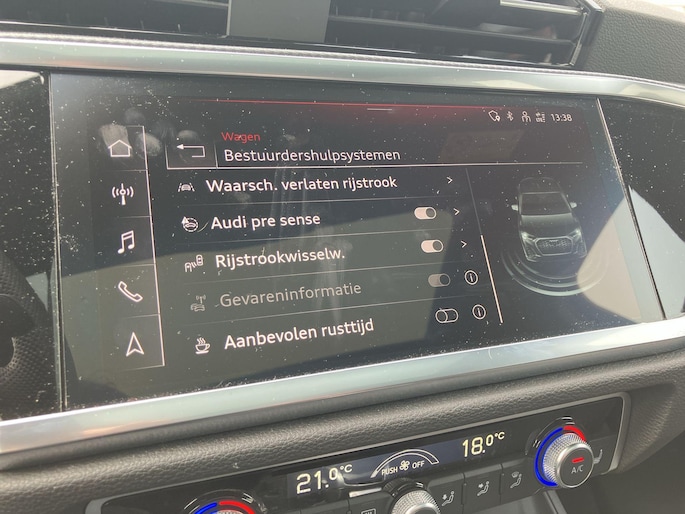 13:38
Wagen
Bestuurdershulpsystemen
Waarsch. verlaten rijstrook
Audi pre sense
Rijstrookwisselw.
Gevareninformatie
Aanbevolen rusttijd
21.0°C
PUSH OFF
18.0°C
A/C